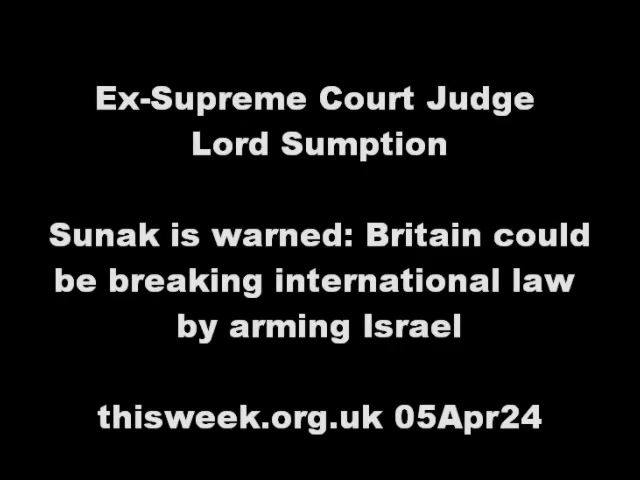 Ex-Supreme Court Judge
Lord Sumption
Sunak is warned: Britain could
be breaking international law
by arming Israel
thisweek.org.uk 05Apr24